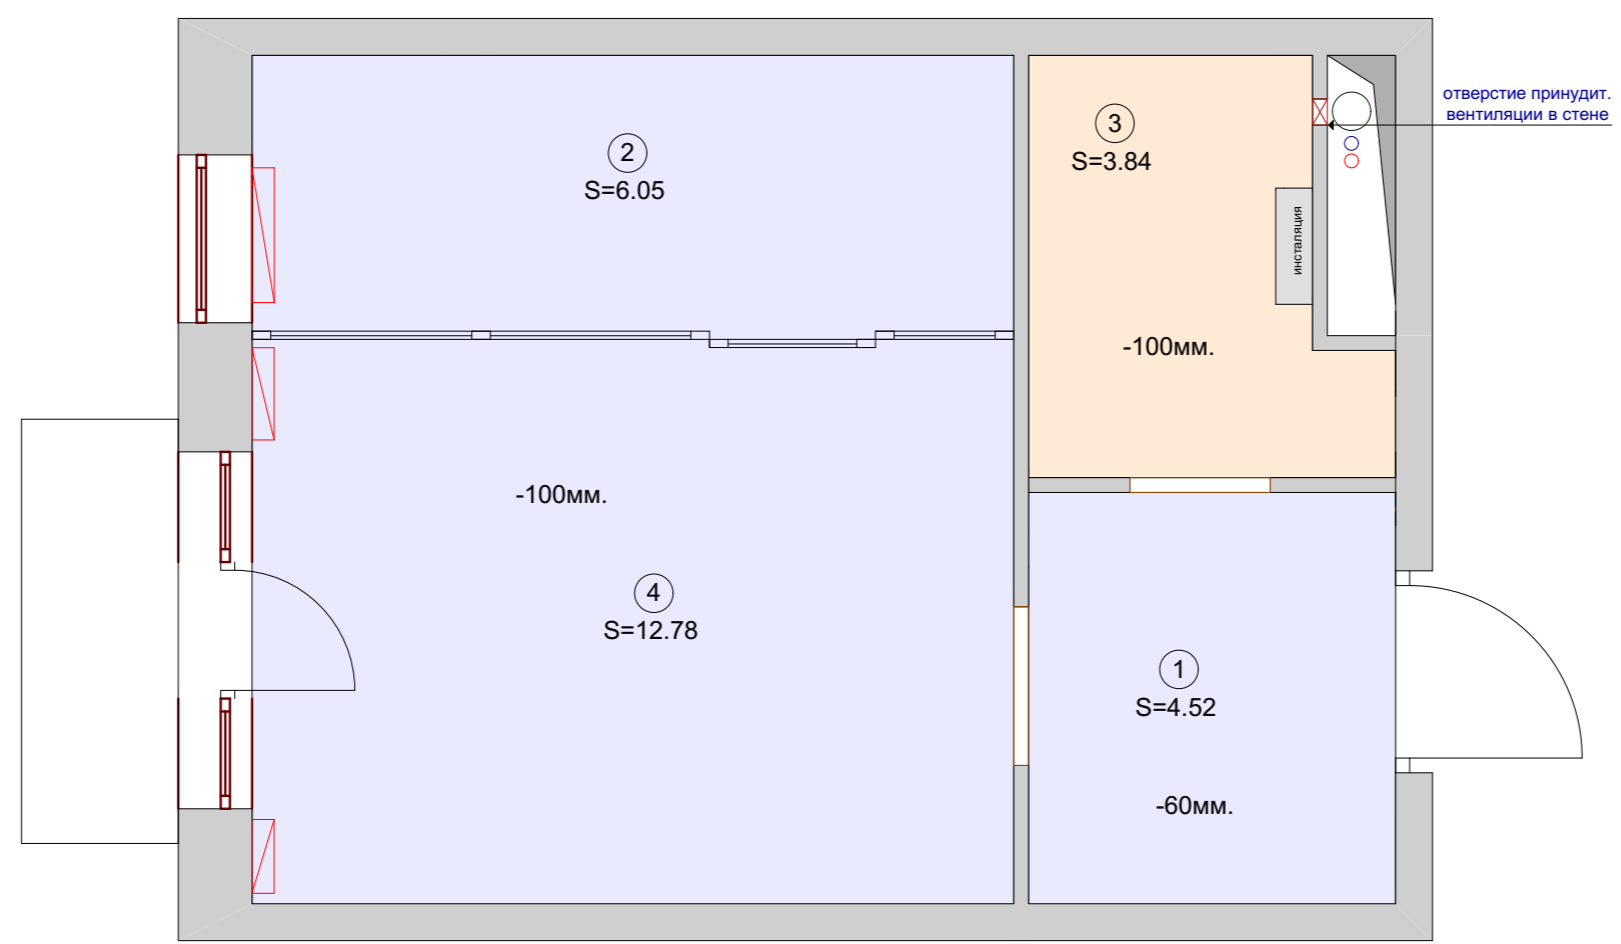 2
S=6.05
3
S=3.84
отверстие принудит.
вентиляции в стене
инсталяция
-100мм.
-100мм.
4
S=12.78
1
S=4.52
-60мм.